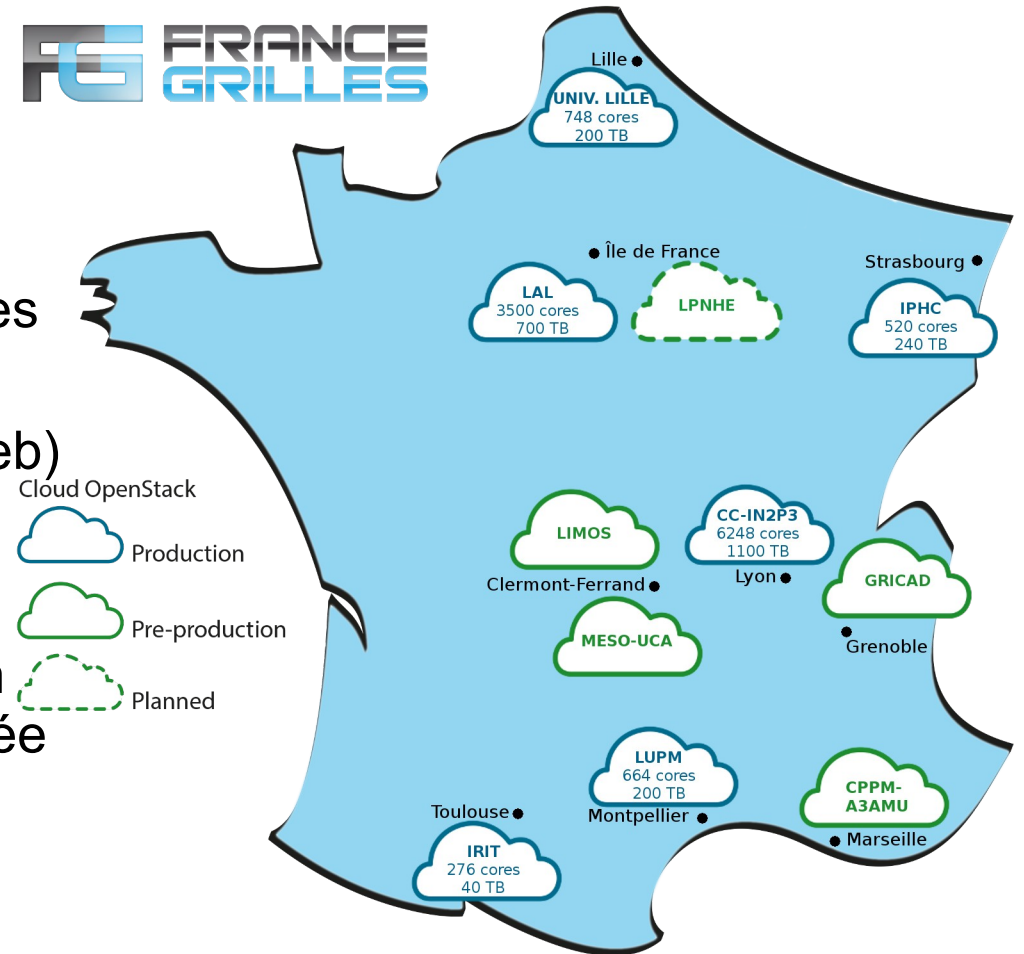 FG FRANCE
GRILLES
Lille
UNIV. LILLE
748 cores
200 TB
Île de France
Strasbourg
LAL
3500 cores
700 TB
LPNHE
IPHC
520 cores
240 TB
es
eb)
Cloud OpenStack
Production
Pre-production
Planned
n
ée
LIMOS
CC-IN2P3
6248 cores
1100 TB
Clermont-Ferrand
Lyon
GRICAD
MESO-UCA
Grenoble
LUPM
664 cores
200 TB
Montpellier
CPPM-
A3AMU
Marseille
Toulouse
IRIT
276 cores
40 TB